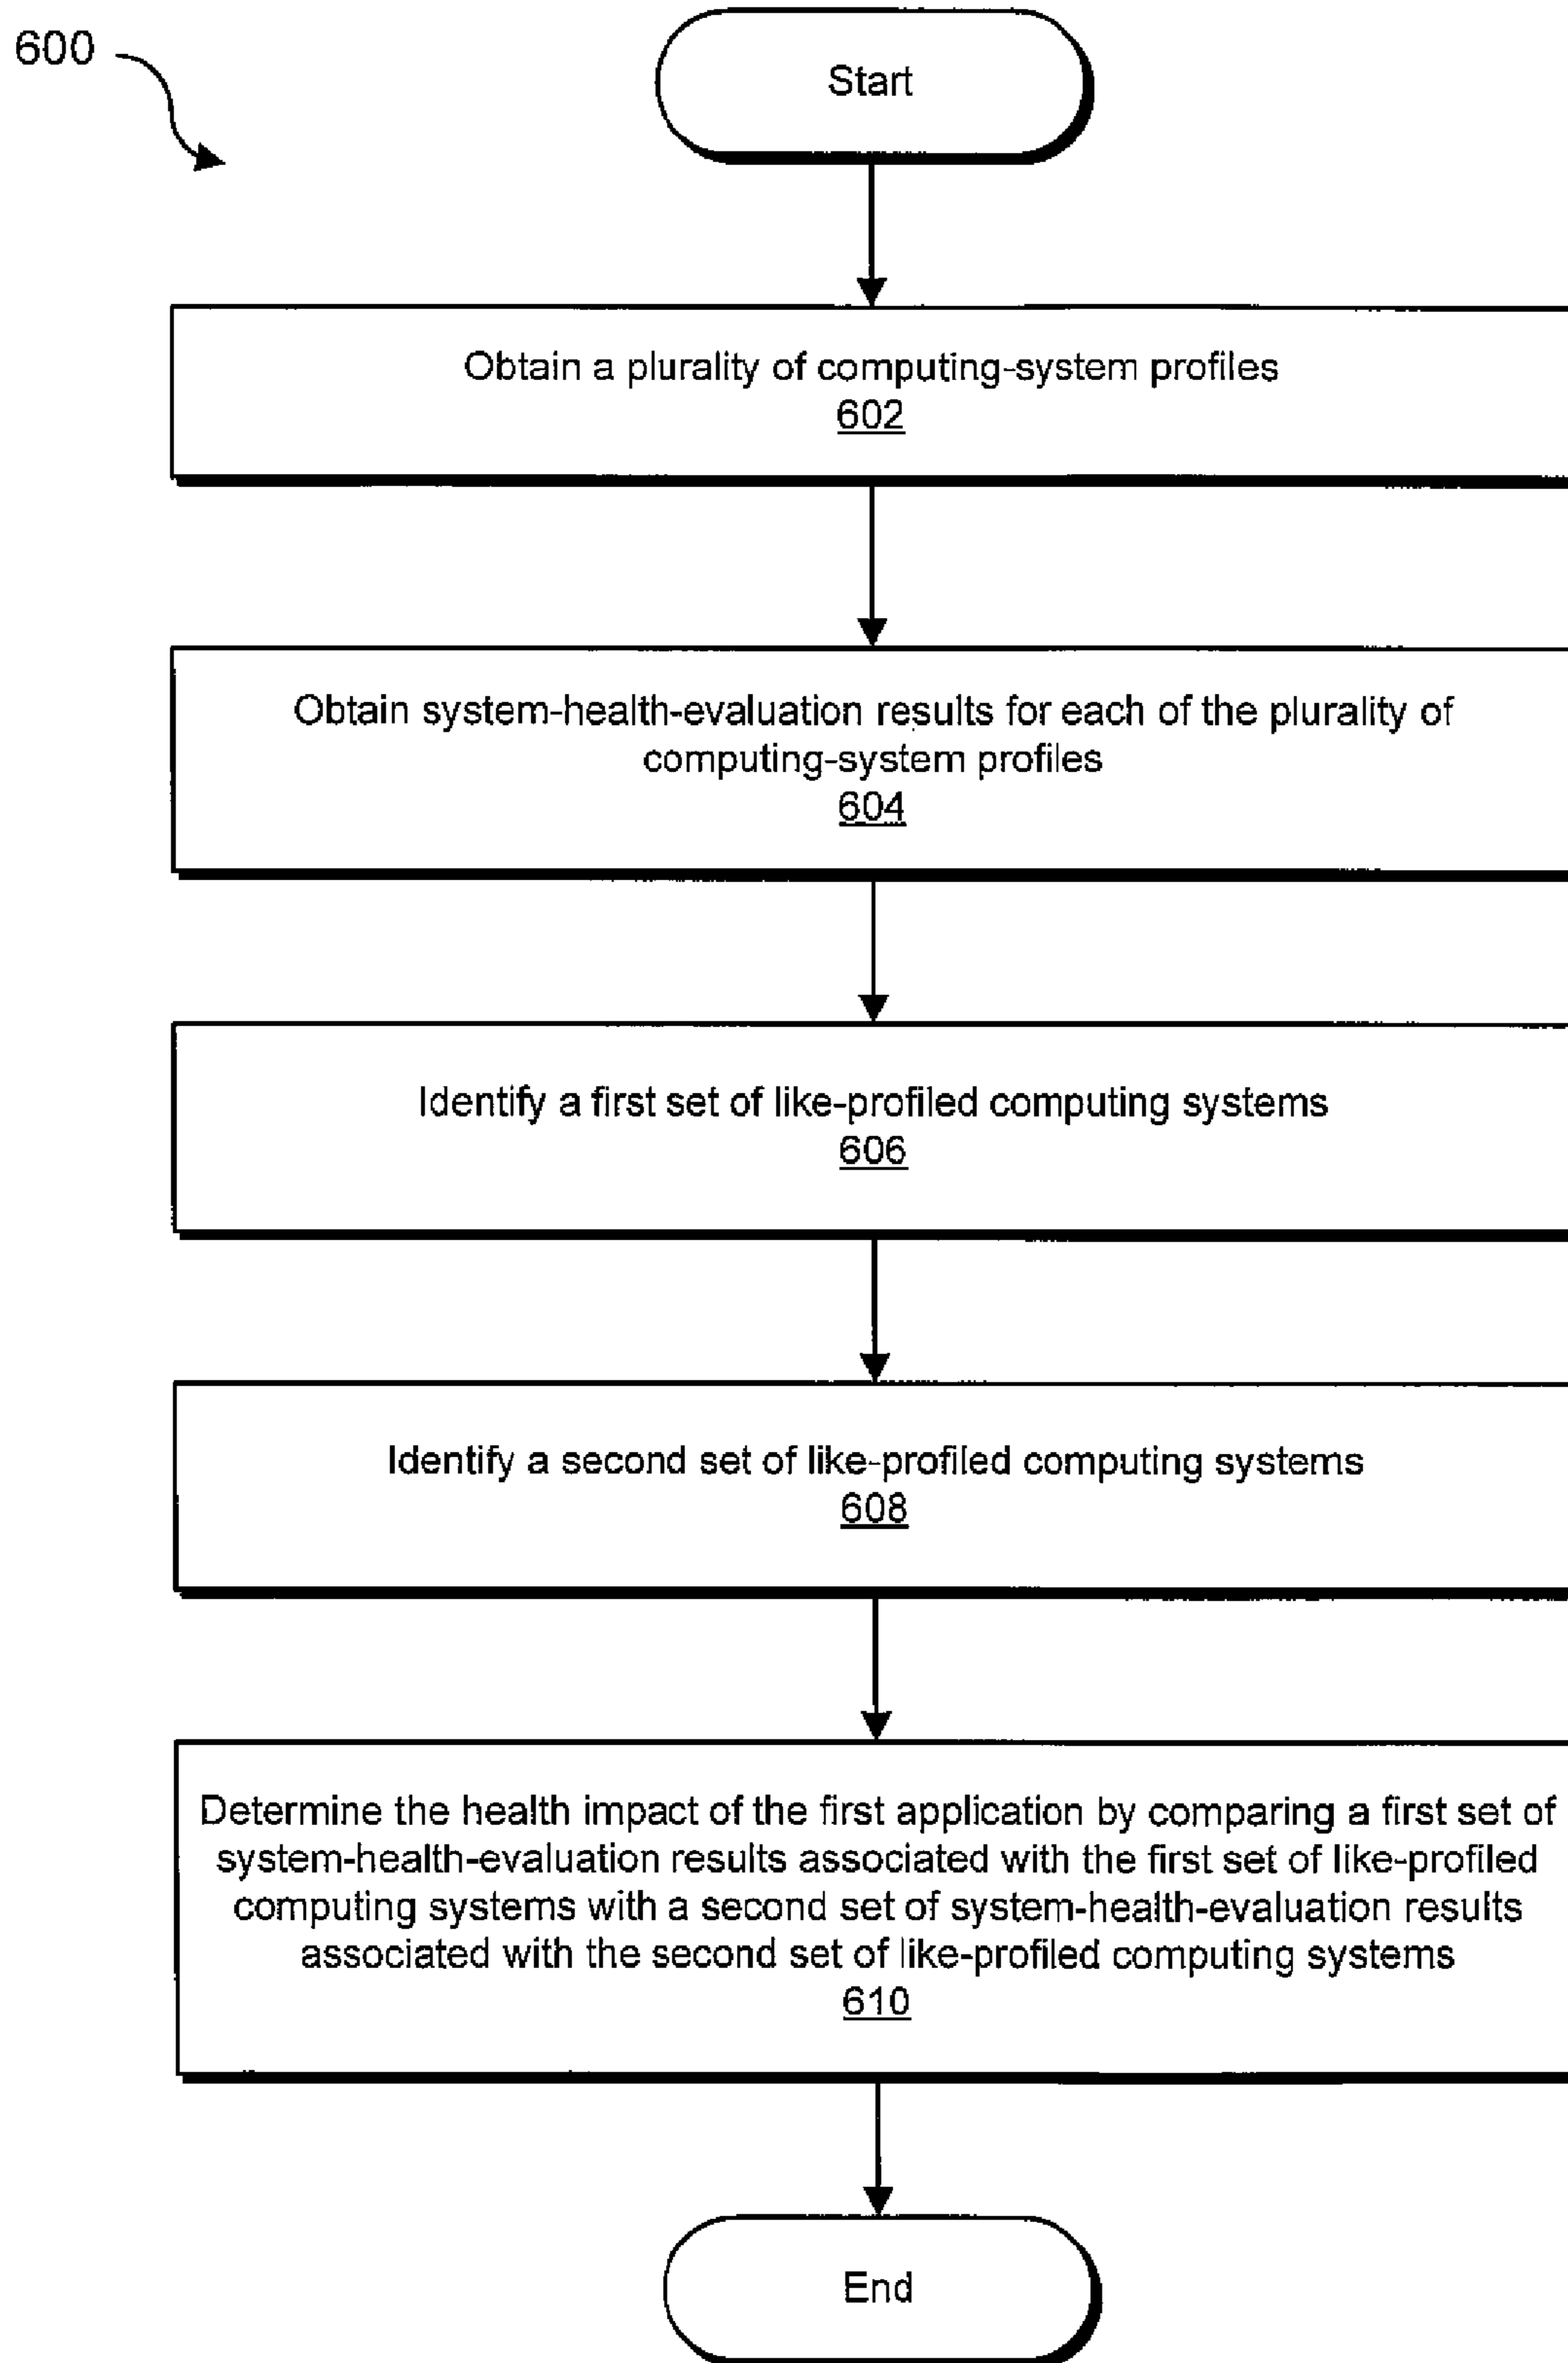 600
Start
Obtain a plurality of computing-system profiles
602
Obtain system-health-evaluation results for each of the plurality of
computing-system profiles
604
Identify a first set of like-profiled computing systems
606
Identify a second set of like-profiled computing systems
608
Determine the health impact of the first application by comparing a first set of
system-health-evaluation results associated with the first set of like-profiled
computing systems with a second set of system-health-evaluation results
associated with the second set of like-profiled computing systems
610
End